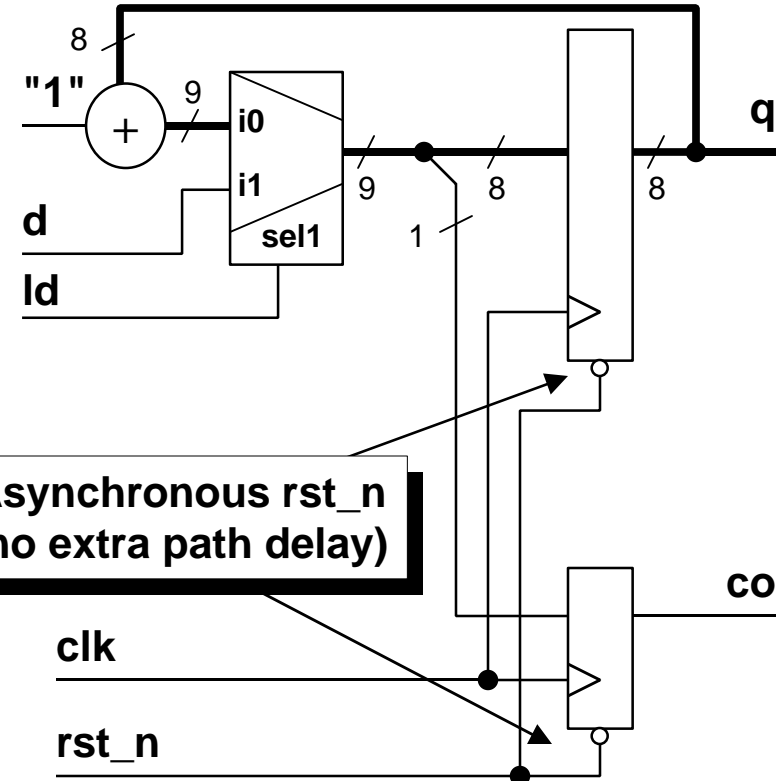 8
"1"
9
+
i0
q
i1
9
8
8
d
1
sel1
ld
synchronous rst_n
no extra path delay)
co
clk
rst_n